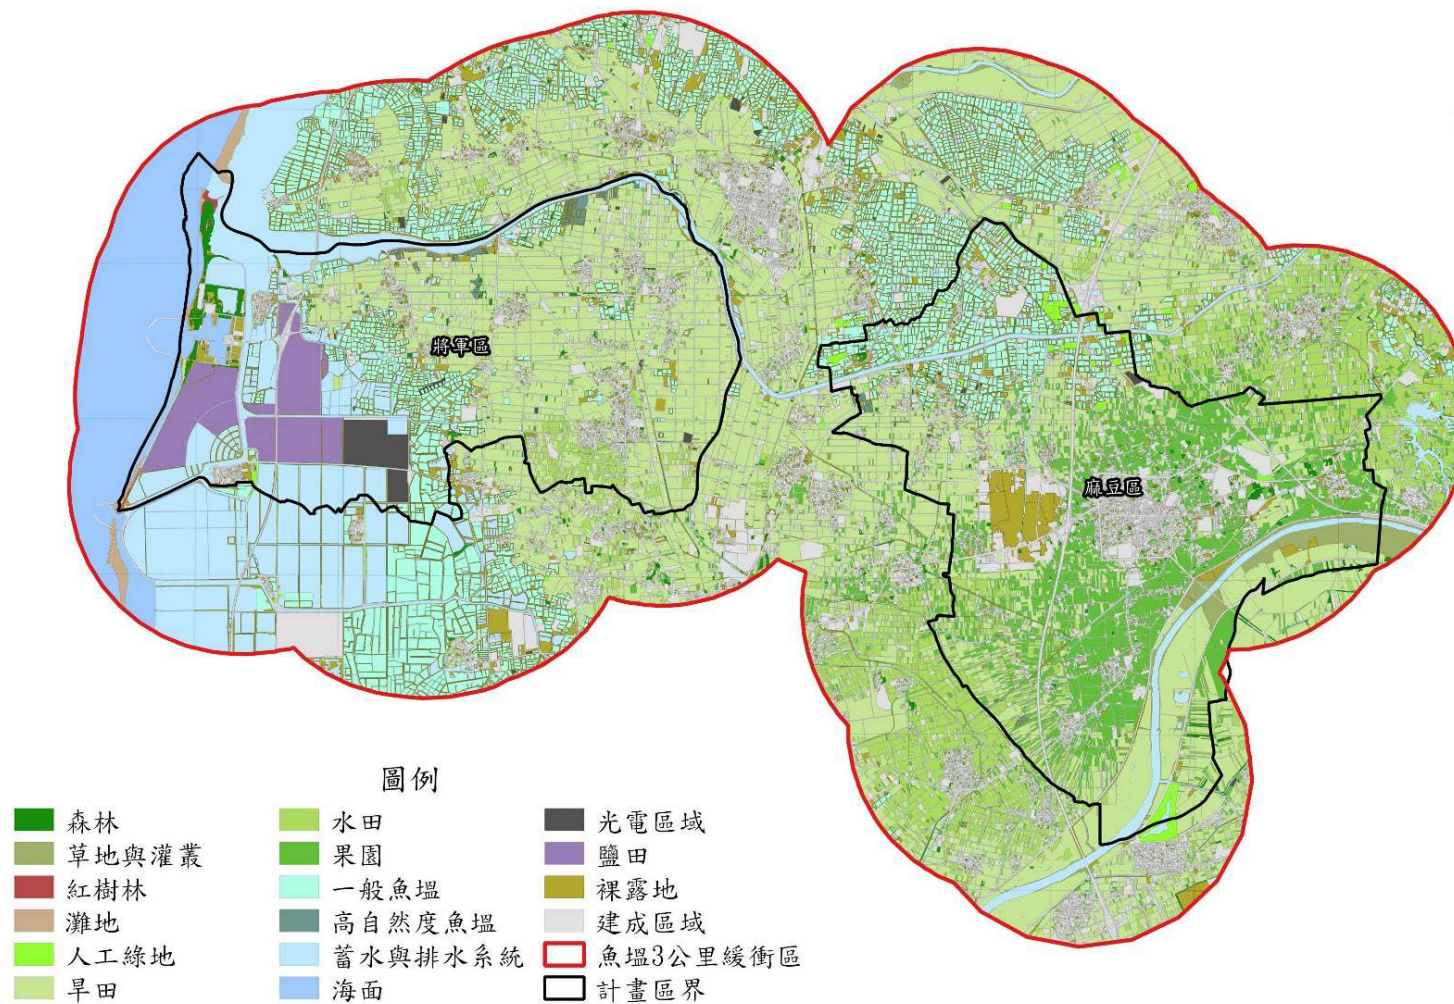 將軍區
麻豆區
圖例
森林
草地與灌叢
紅樹林
灘地
人工綠地
旱田
水田
果園
一般魚塭
高自然度魚塭
蓄水與排水系統
海面
光電區域
鹽田
裸露地
建成區域
魚塭3公里緩衝區
計畫區界